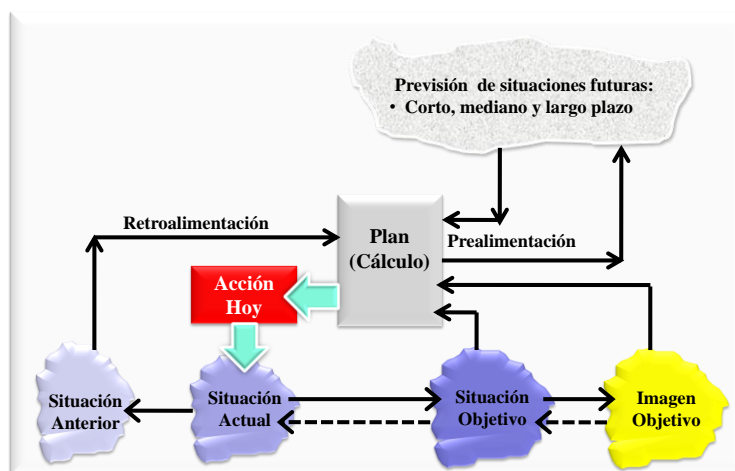 Previsión de situaciones futuras:
• Corto, mediano y largo plazo
Retroalimentación
Plan
(Cálculo)
Prealimentación
Acción
Hoy
Situación
Anterior
Situación
Actual
Situación
Objetivo
Imagen
Objetivo